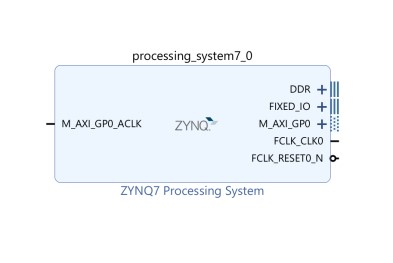 processing_system7_0
DDR
FIXED_IO
M_AXI_GP0_ACLK ZYNQ M_AXI_GP0
FCLK_CLK0
FCLK_RESET0_N
ZYNQ7 Processing System